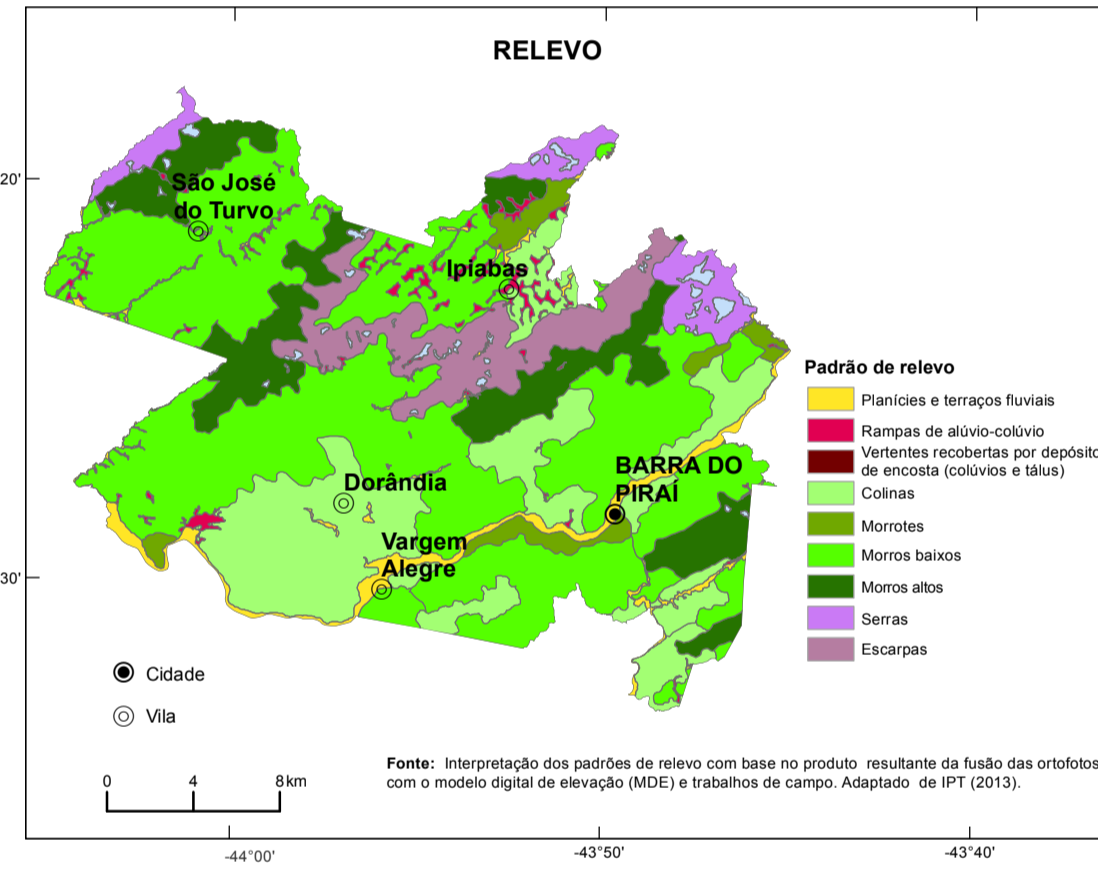 RELEVO
20'
São José
do Turvo
Ipiabas
Padrão de relevo
Planícies e terraços fluviais
Rampas de alúvio-colúvio
Vertentes recobertas por depósito
de encosta (colúvios e tálus)
Colinas
Morrotes
Morros baixos
Morros altos
Serras
Escarpas
BARRA DO
PIRAÍ
Dorândia
Vargem
Alegre
30'
Cidade
Vila
0 4 8 km
Fonte: Interpretação dos padrões de relevo com base no produto resultante da fusão das ortofotos
com o modelo digital de elevação (MDE) e trabalhos de campo. Adaptado de IPT (2013).
-44°00' -43°50' -43°40'